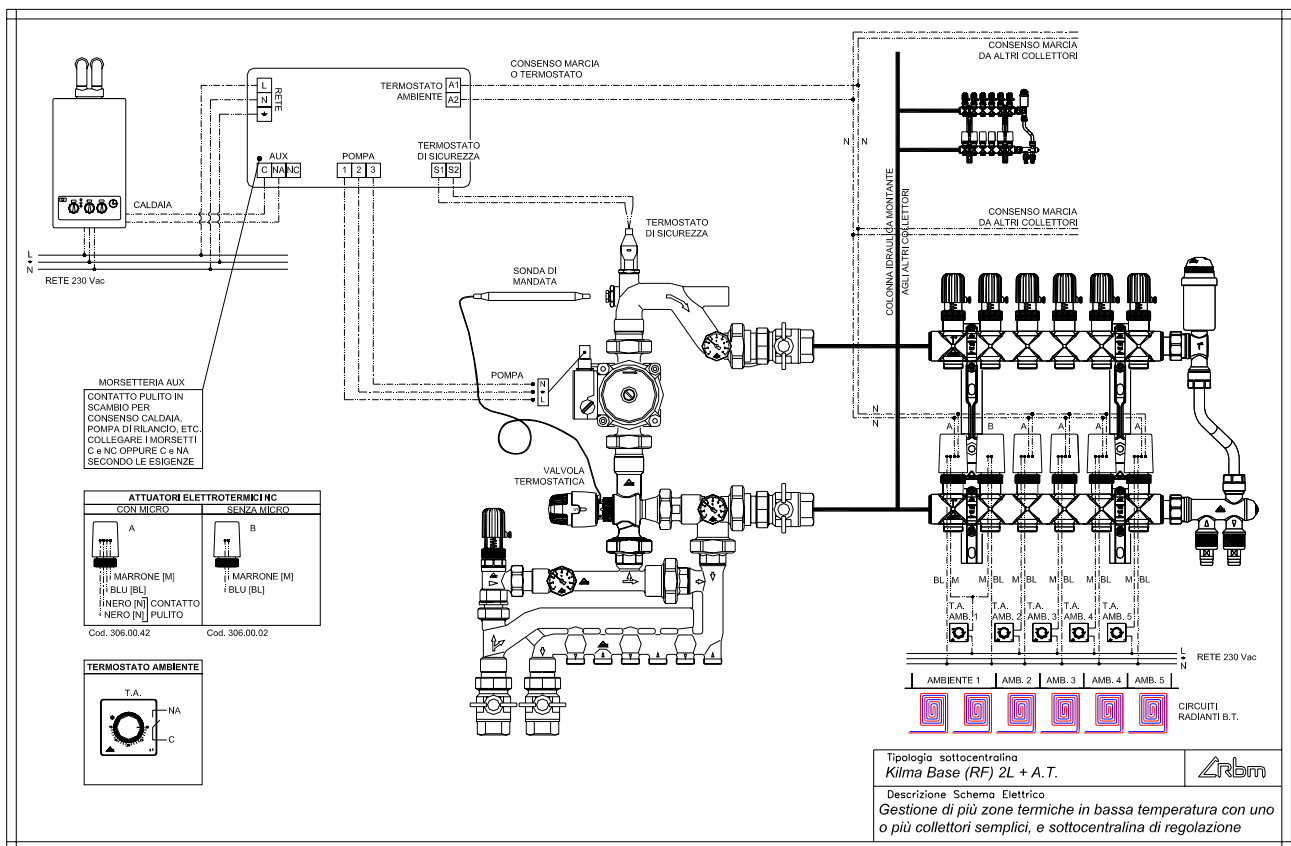 CONSENSO MARCIA
DA ALTRI COLLETTORI
CONSENSO MARCIA
O TERMOSTATO
L
N
RETE
TERMOSTATO
AMBIENTE
A1
A2
AUX
C NA NC
POMPA
1 2 3
TERMOSTATO
DI SICUREZZA
S1 S2
N N
CALDAIA
L
N
RETE 230 Vac
TERMOSTATO
DI SICUREZZA
SONDA DI
MANDATA
CONSENSO MARCIA
DA ALTRI COLLETTORI
COLONNA IDRAULICA MONTANTE
AGLI ALTRI COLLETTORI
MORSETTERIA AUX
CONTATTO PULITO IN
SCAMBIO PER
CONSENSO CALDAIA,
POMPA DI RILANCIO, ETC.
COLLEGARE I MORSETTI
C e NC OPPURE C e NA
SECONDO LE ESIGENZE
POMPA
N
L
N
N
A B A A A A
VALVOLA
TERMOSTATICA
ATTUATORI ELETTROTERMICI NC
CON MICRO SENZA MICRO
A B
MARRONE [M]
BLU [BL]
NERO [N] CONTATTO
NERO [N] PULITO
MARRONE [M]
BLU [BL]
Cod. 306.00.42 Cod. 306.00.02
BL M M BL M BL M BL M BL M BL
T.A. T.A. T.A. T.A. T.A.
AMB. 1 AMB. 2 AMB. 3 AMB. 4 AMB. 5
L
N
RETE 230 Vac
TERMOSTATO AMBIENTE
T.A.
NA
C
AMBIENTE 1 AMB. 2 AMB. 3 AMB. 4 AMB. 5
CIRCUITI
RADIANTI B.T.
Tipologia sottocentralina
Kilma Base (RF) 2L + A.T.
rbm
Descrizione Schema Elettrico
Gestione di più zone termiche in bassa temperatura con uno
o più collettori semplici, e sottocentralina di regolazione